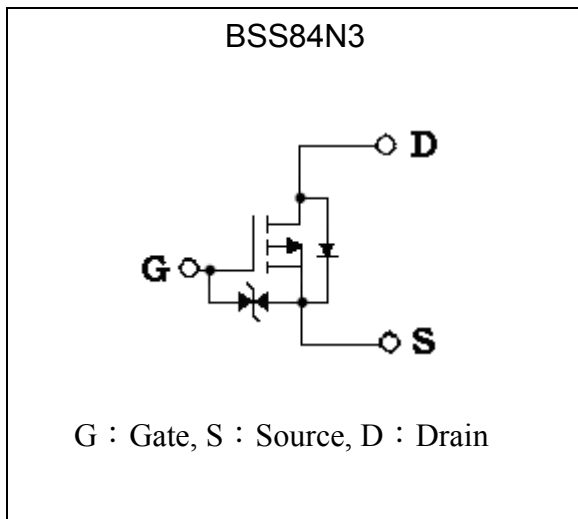 BSS84N3
D
G
S
G：Gate, S：Source, D：Drain